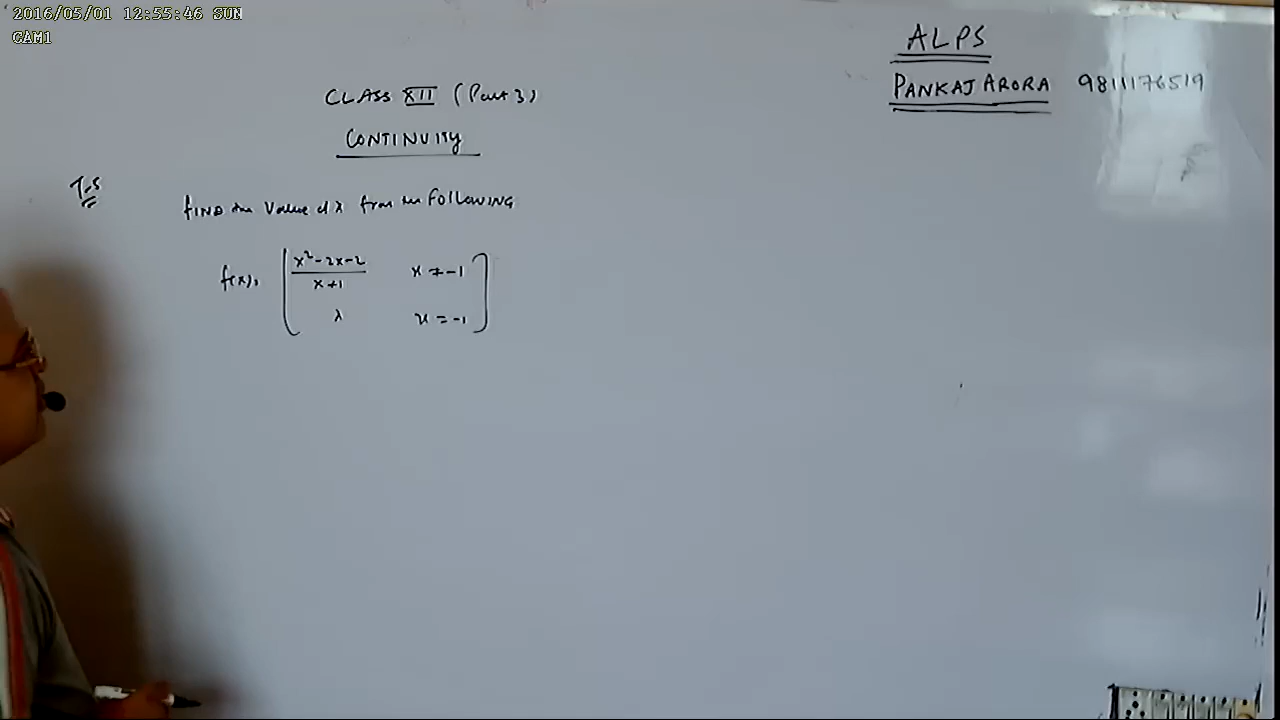 2016/05/01 12:55:46 SUN
CAM1
ALPS
PANKAJ ARORA 9811176519
CLASS XII (Part 3)
CONTINUITY
T-5
FIND the Value of λ from the FOLLOWING
f(x) = [ x²-2x-2 / x+1 x ≠ -1
λ x = -1 ]